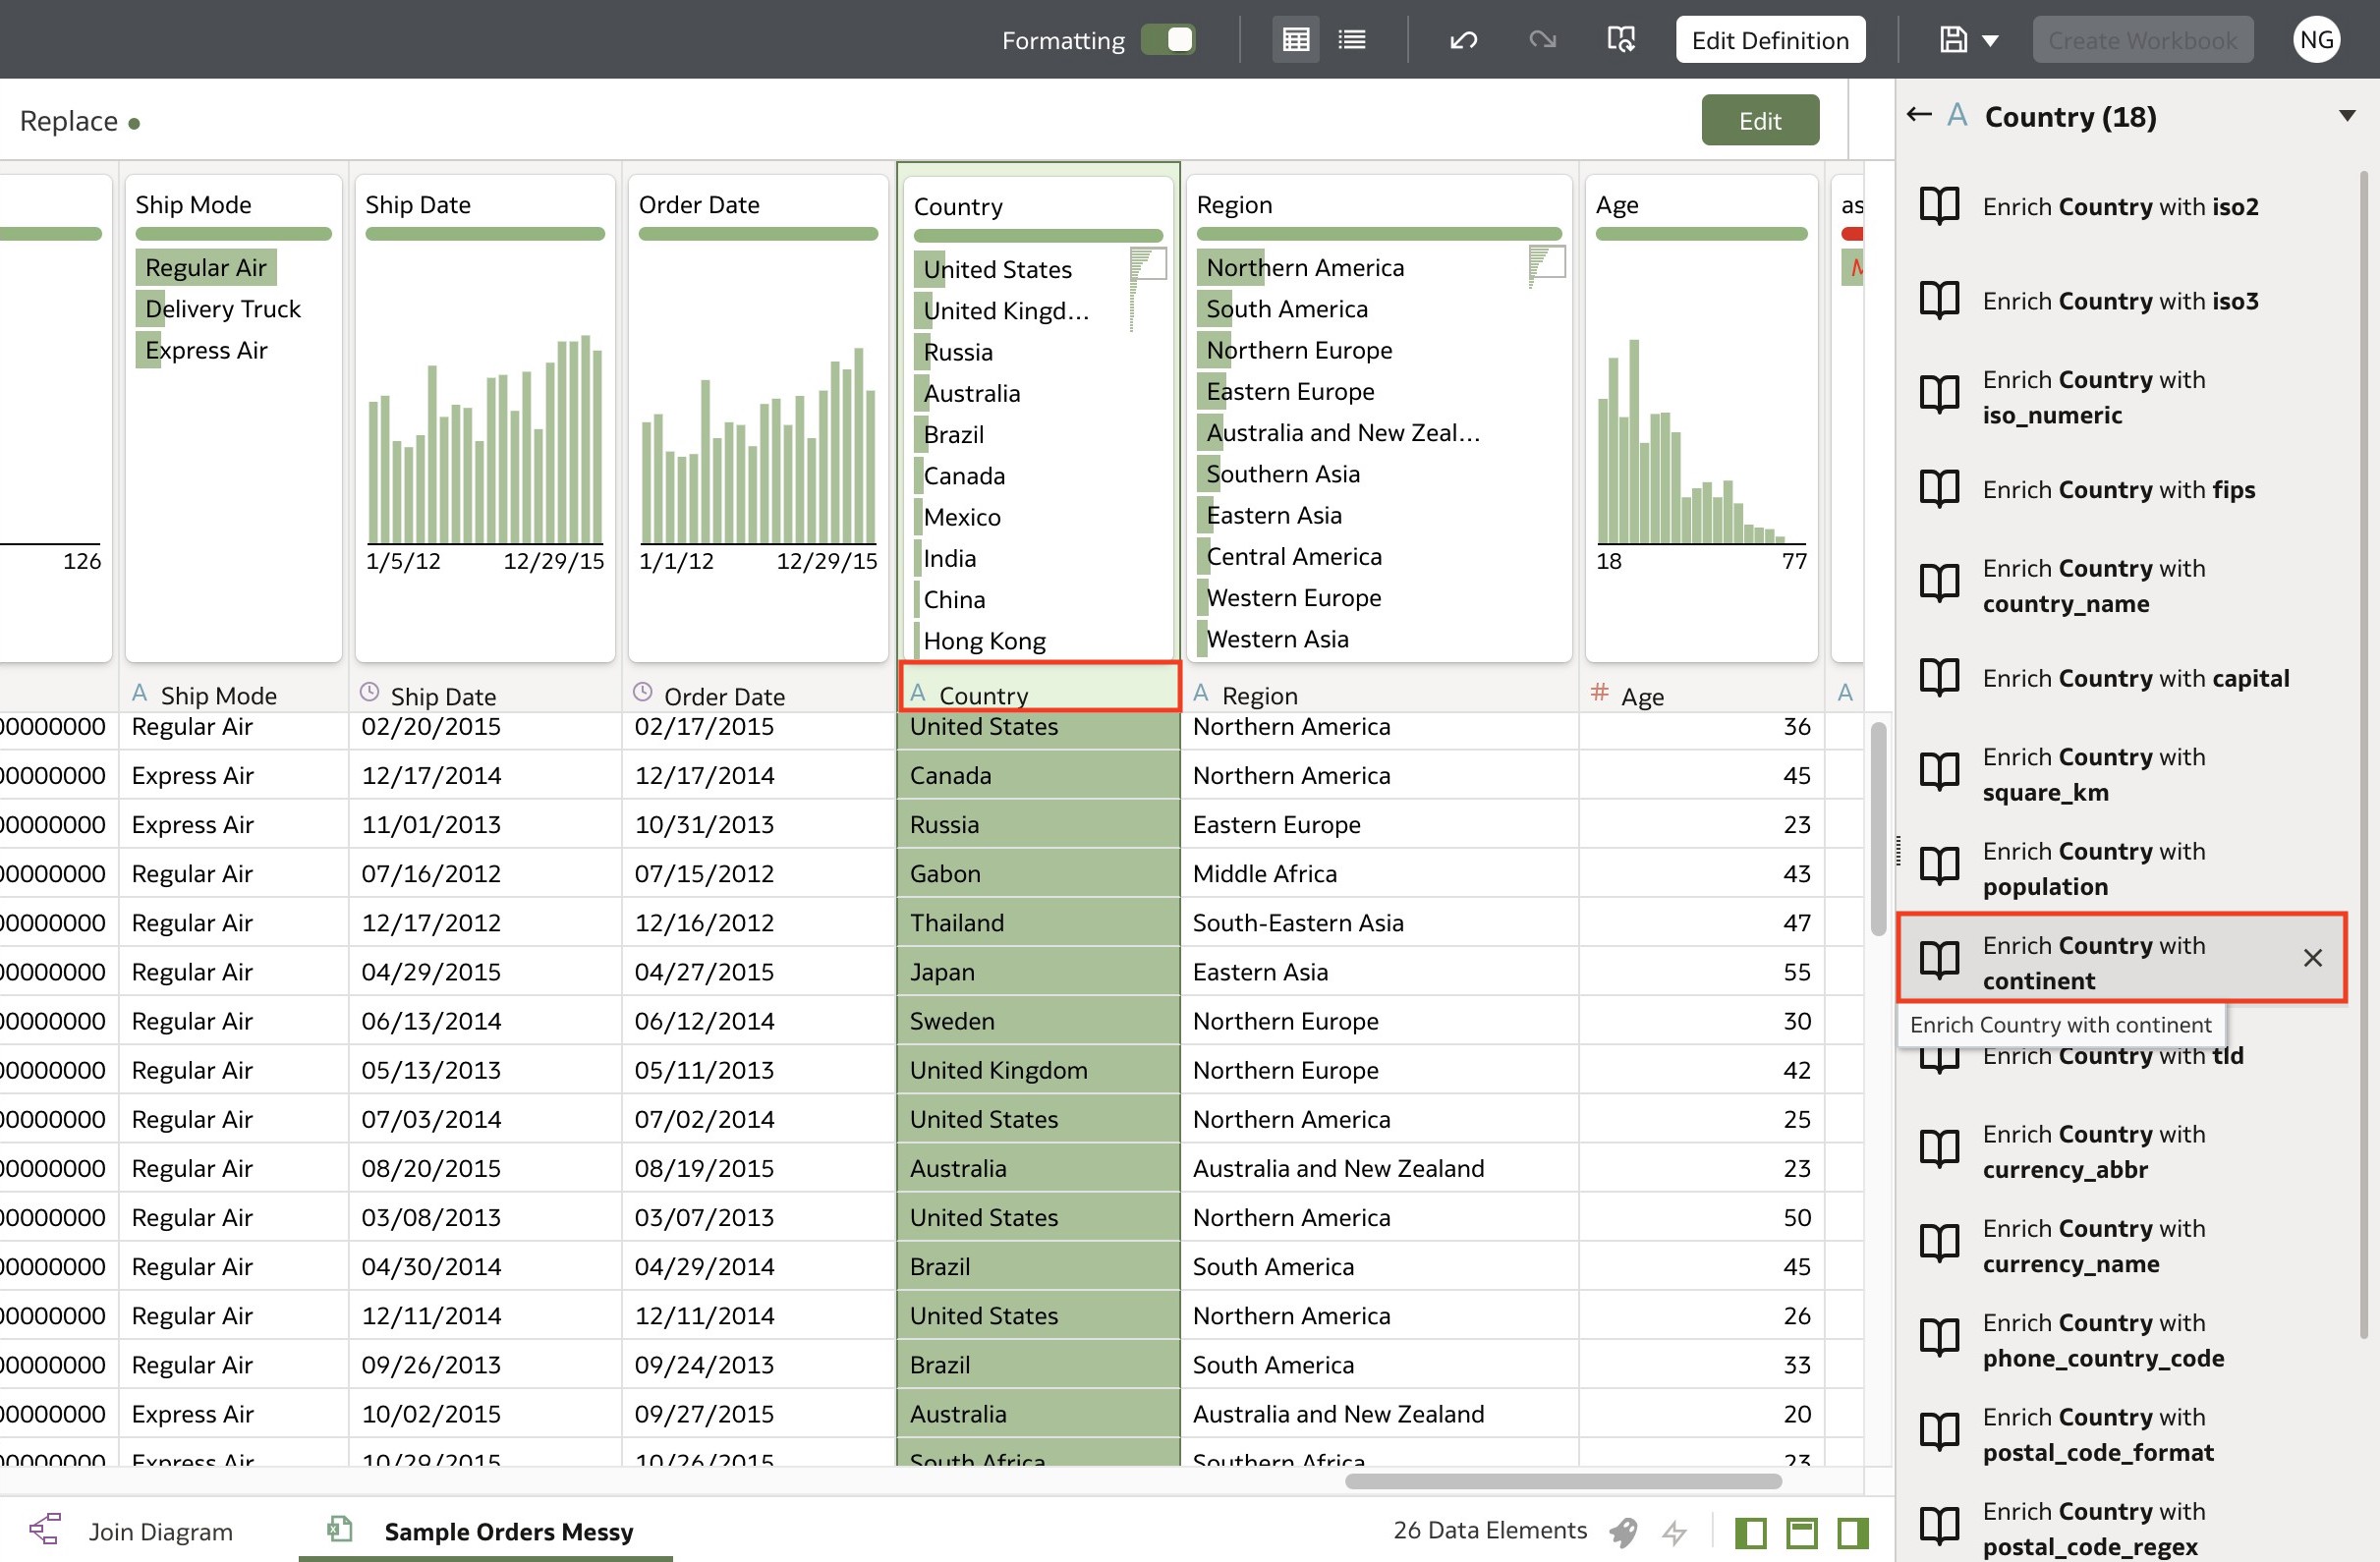 Formatting
Edit Definition
Create Workbook
NG
Replace
Edit
A Country (18)
Ship Mode
Regular Air
Delivery Truck
Express Air
Ship Date
1/5/12 12/29/15
Order Date
1/1/12 12/29/15
126
Country
United States
United Kingd...
Russia
Australia
Brazil
Canada
Mexico
India
China
Hong Kong
Region
Northern America
South America
Northern Europe
Eastern Europe
Australia and New Zeal...
Southern Asia
Eastern Asia
Central America
Western Europe
Western Asia
Age
18 77
as
A Ship Mode Ship Date Order Date A Country A Region # Age A
00000000 Regular Air 02/20/2015 02/17/2015 United States Northern America 36
00000000 Express Air 12/17/2014 12/17/2014 Canada Northern America 45
00000000 Express Air 11/01/2013 10/31/2013 Russia Eastern Europe 23
00000000 Regular Air 07/16/2012 07/15/2012 Gabon Middle Africa 43
00000000 Regular Air 12/17/2012 12/16/2012 Thailand South-Eastern Asia 47
00000000 Regular Air 04/29/2015 04/27/2015 Japan Eastern Asia 55
00000000 Regular Air 06/13/2014 06/12/2014 Sweden Northern Europe 30
00000000 Regular Air 05/13/2013 05/11/2013 United Kingdom Northern Europe 42
00000000 Regular Air 07/03/2014 07/02/2014 United States Northern America 25
00000000 Regular Air 08/20/2015 08/19/2015 Australia Australia and New Zealand 23
00000000 Regular Air 03/08/2013 03/07/2013 United States Northern America 50
00000000 Regular Air 04/30/2014 04/29/2014 Brazil South America 45
00000000 Regular Air 12/11/2014 12/11/2014 United States Northern America 26
00000000 Regular Air 09/26/2013 09/24/2013 Brazil South America 33
00000000 Express Air 10/02/2015 09/27/2015 Australia Australia and New Zealand 20
00000000 Express Air 10/29/2015 10/26/2015 South Africa Southern Africa 23
Enrich Country with iso2
Enrich Country with iso3
Enrich Country with
iso_numeric
Enrich Country with fips
Enrich Country with
country_name
Enrich Country with capital
Enrich Country with
square_km
Enrich Country with
population
Enrich Country with
continent
Enrich Country with continent
Enrich Country with tld
Enrich Country with
currency_abbr
Enrich Country with
currency_name
Enrich Country with
phone_country_code
Enrich Country with
postal_code_format
Enrich Country with
postal_code_regex
Join Diagram
Sample Orders Messy
26 Data Elements